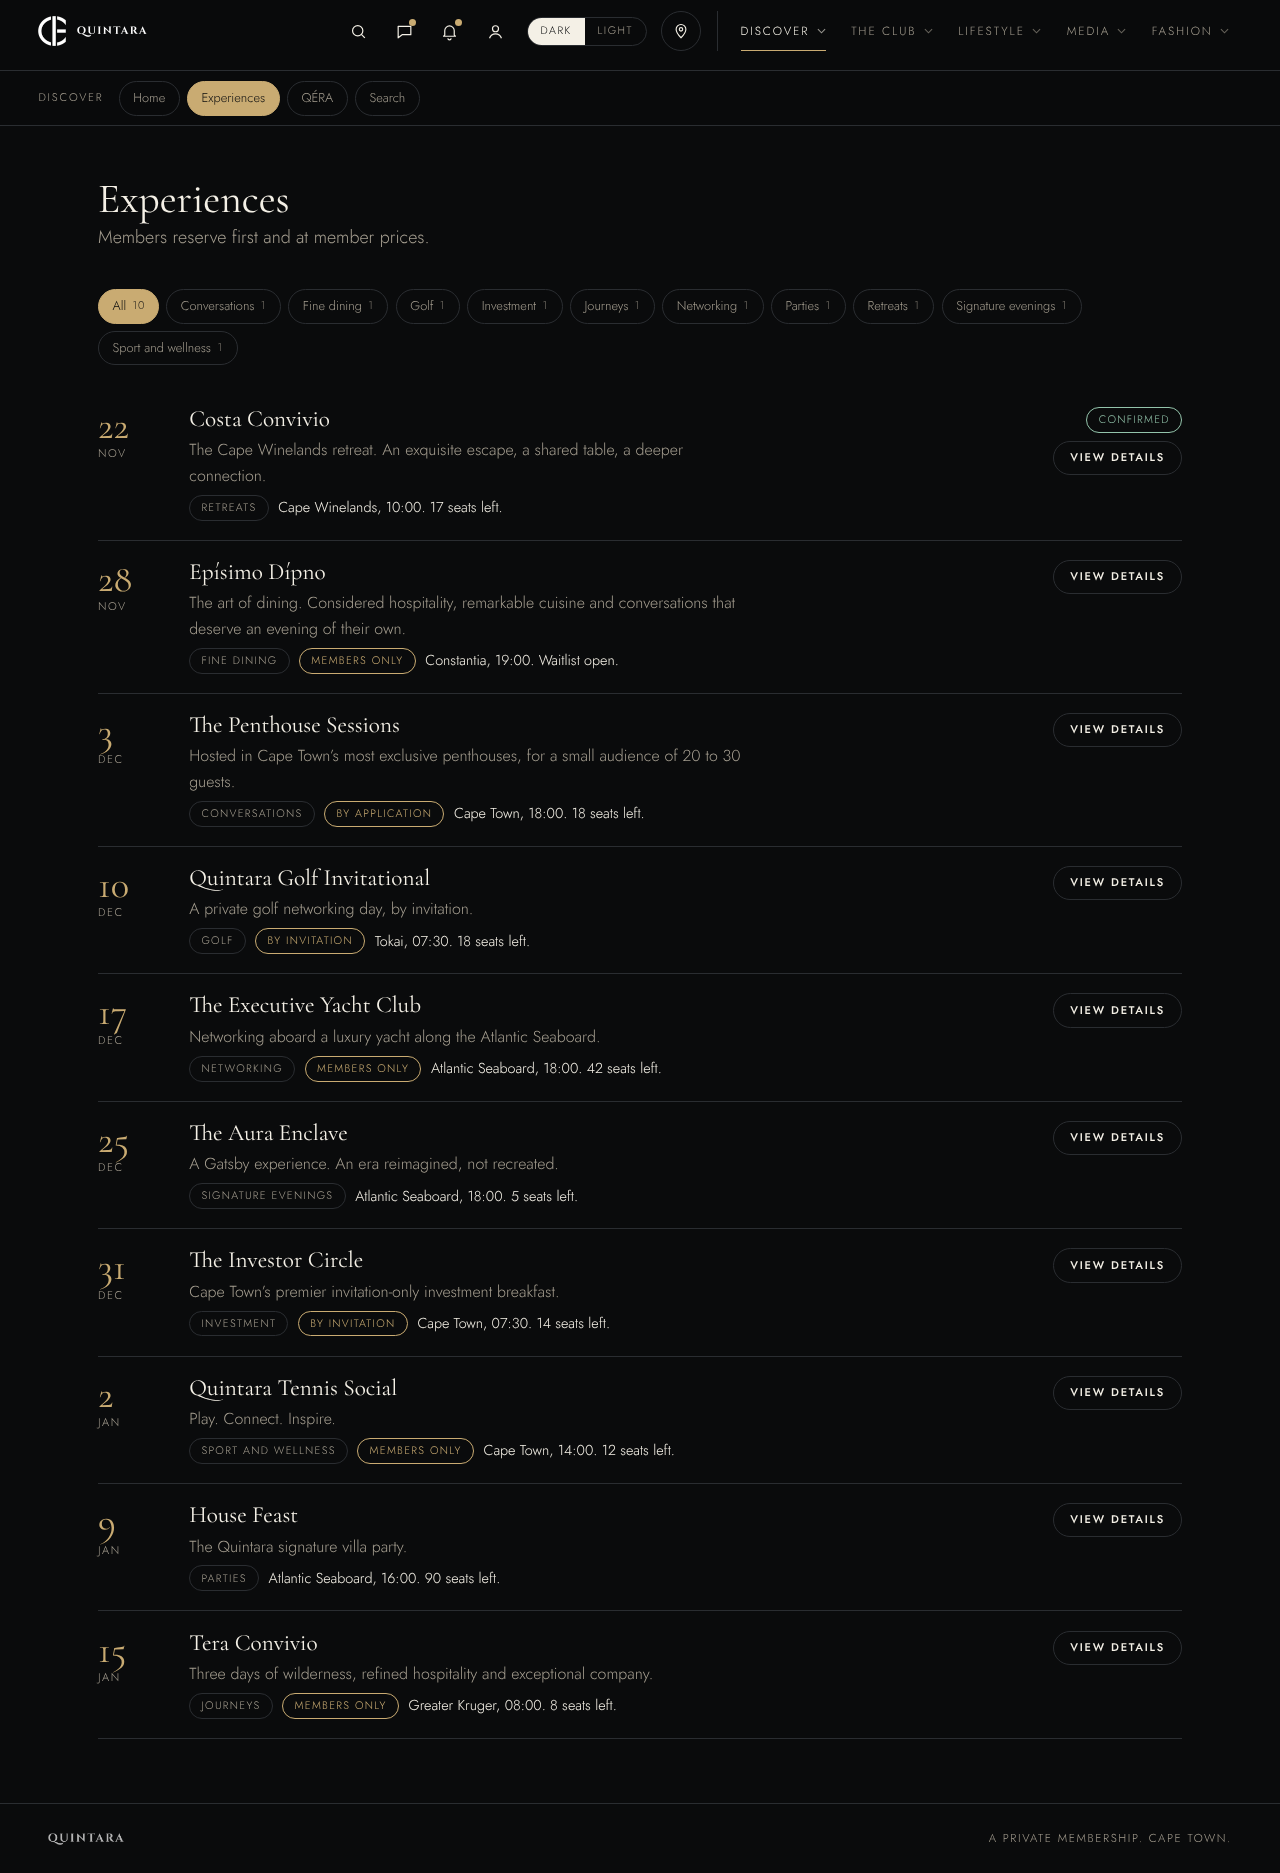 QUINTARA
DARK LIGHT
DISCOVER THE CLUB LIFESTYLE MEDIA FASHION
DISCOVER Home Experiences QÉRA Search
Experiences
Members reserve first and at member prices.
All 10 Conversations 1 Fine dining 1 Golf 1 Investment 1 Journeys 1 Networking 1 Parties 1 Retreats 1 Signature evenings 1
Sport and wellness 1
22 NOV
Costa Convivio
The Cape Winelands retreat. An exquisite escape, a shared table, a deeper
connection.
RETREATS Cape Winelands, 10:00. 17 seats left.
CONFIRMED
VIEW DETAILS
28 NOV
Epísimo Dípno
The art of dining. Considered hospitality, remarkable cuisine and conversations that
deserve an evening of their own.
FINE DINING MEMBERS ONLY Constantia, 19:00. Waitlist open.
VIEW DETAILS
3 DEC
The Penthouse Sessions
Hosted in Cape Town’s most exclusive penthouses, for a small audience of 20 to 30
guests.
CONVERSATIONS BY APPLICATION Cape Town, 18:00. 18 seats left.
VIEW DETAILS
10 DEC
Quintara Golf Invitational
A private golf networking day, by invitation.
GOLF BY INVITATION Tokai, 07:30. 18 seats left.
VIEW DETAILS
17 DEC
The Executive Yacht Club
Networking aboard a luxury yacht along the Atlantic Seaboard.
NETWORKING MEMBERS ONLY Atlantic Seaboard, 18:00. 42 seats left.
VIEW DETAILS
25 DEC
The Aura Enclave
A Gatsby experience. An era reimagined, not recreated.
SIGNATURE EVENINGS Atlantic Seaboard, 18:00. 5 seats left.
VIEW DETAILS
31 DEC
The Investor Circle
Cape Town’s premier invitation-only investment breakfast.
INVESTMENT BY INVITATION Cape Town, 07:30. 14 seats left.
VIEW DETAILS
2 JAN
Quintara Tennis Social
Play. Connect. Inspire.
SPORT AND WELLNESS MEMBERS ONLY Cape Town, 14:00. 12 seats left.
VIEW DETAILS
9 JAN
House Feast
The Quintara signature villa party.
PARTIES Atlantic Seaboard, 16:00. 90 seats left.
VIEW DETAILS
15 JAN
Tera Convivio
Three days of wilderness, refined hospitality and exceptional company.
JOURNEYS MEMBERS ONLY Greater Kruger, 08:00. 8 seats left.
VIEW DETAILS
QUINTARA
A PRIVATE MEMBERSHIP. CAPE TOWN.